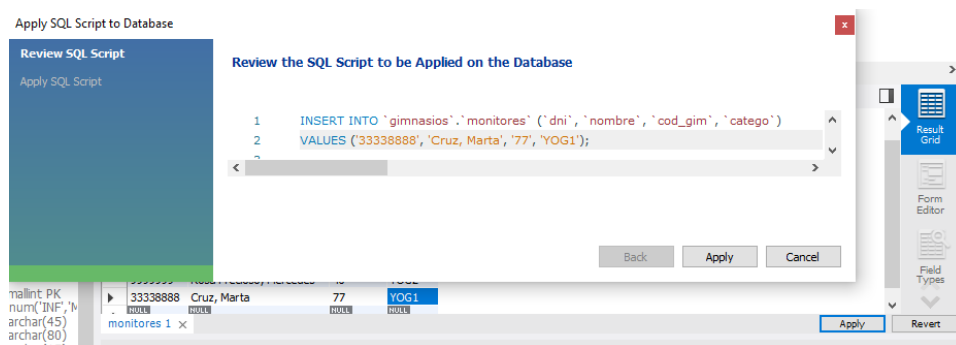 Apply SQL Script to Database
x
Review SQL Script
Apply SQL Script
Review the SQL Script to be Applied on the Database
1 INSERT INTO `gimnasios`.`monitores` (`dni`, `nombre`, `cod_gim`, `catego`)
2 VALUES ('33338888', 'Cruz, Marta', '77', 'YOG1');
Back Apply Cancel
Result
Grid
Form
Editor
Field
Types
33338888 Cruz, Marta 77 YOG1
NULL NULL NULL NULL
monitores 1 ×
Apply Revert
mallint PK
num('INF','M
archar(45)
archar(80)